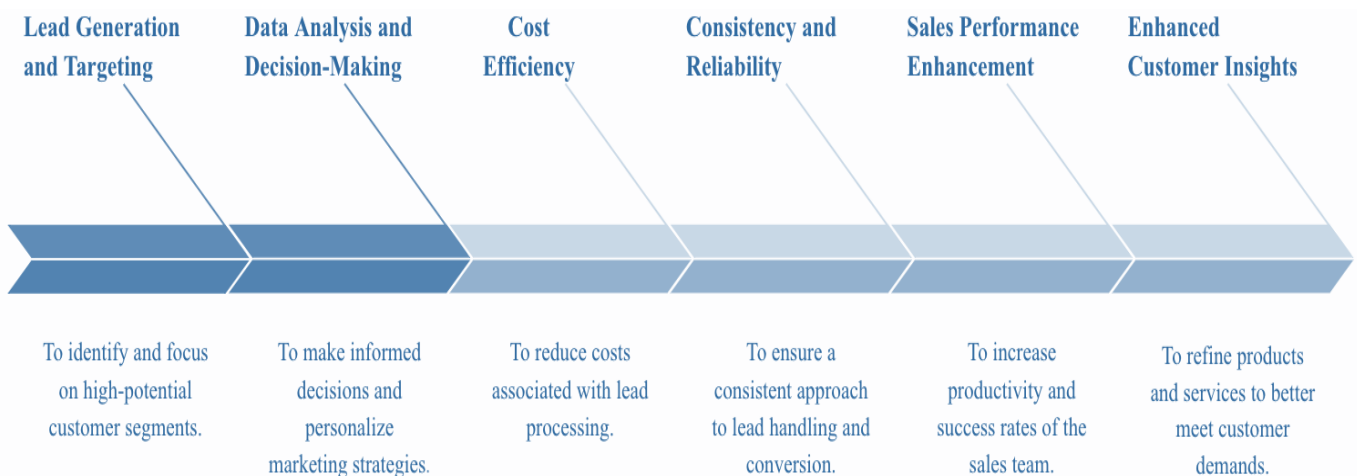 Lead Generation
and Targeting
Data Analysis and
Decision-Making
Cost
Efficiency
Consistency and
Reliability
Sales Performance
Enhancement
Enhanced
Customer Insights
To identify and focus
on high-potential
customer segments.
To make informed
decisions and
personalize
marketing strategies.
To reduce costs
associated with lead
processing.
To ensure a
consistent approach
to lead handling and
conversion.
To increase
productivity and
success rates of the
sales team.
To refine products
and services to better
meet customer
demands.